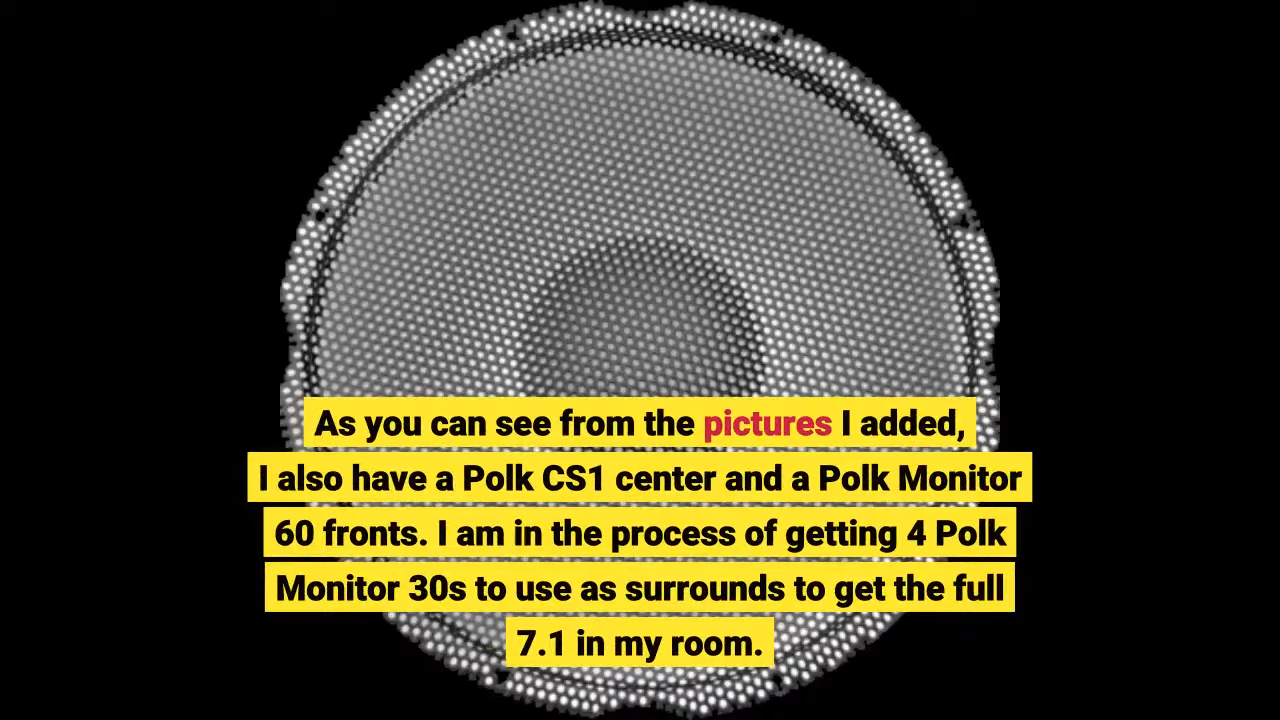 As you can see from the pictures I added,
I also have a Polk CS1 center and a Polk Monitor
60 fronts. I am in the process of getting 4 Polk
Monitor 30s to use as surrounds to get the full
7.1 in my room.